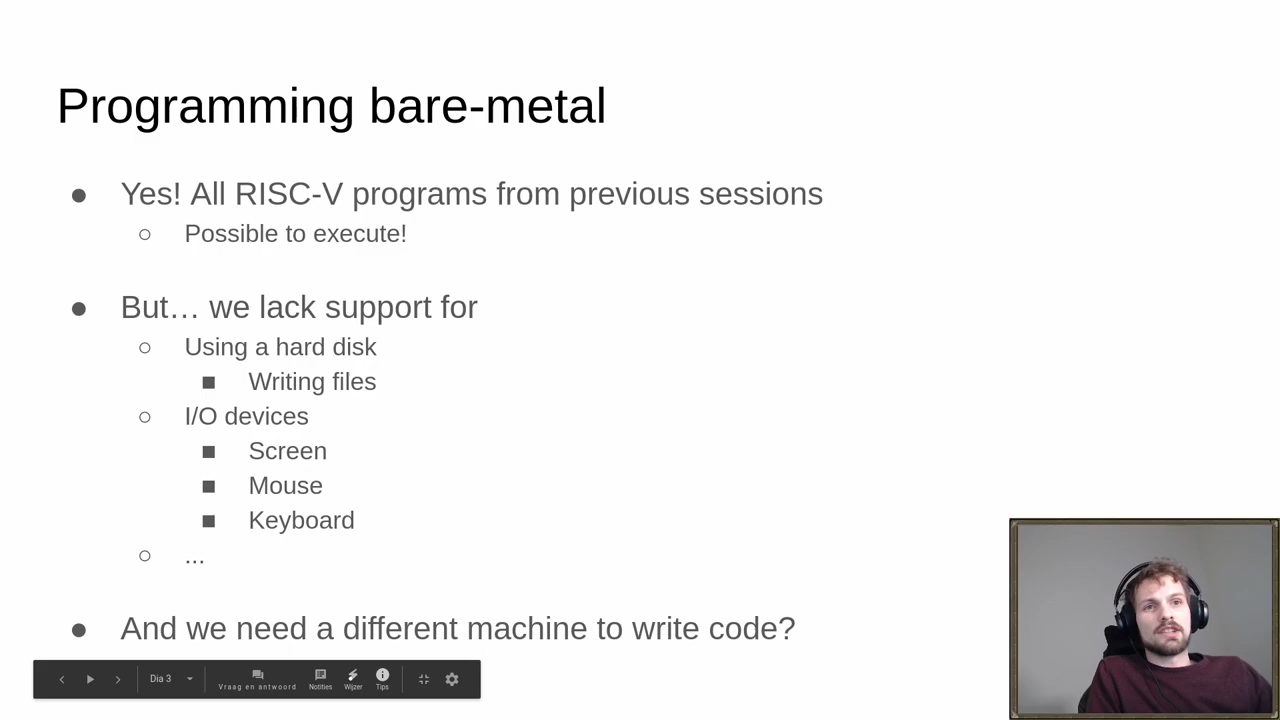 Programming bare-metal
● Yes! All RISC-V programs from previous sessions
○ Possible to execute!
● But… we lack support for
○ Using a hard disk
■ Writing files
○ I/O devices
■ Screen
■ Mouse
■ Keyboard
○ ...
● And we need a different machine to write code?
Dia 3
Vraag en antwoord
Notities
Wijzer
Tips